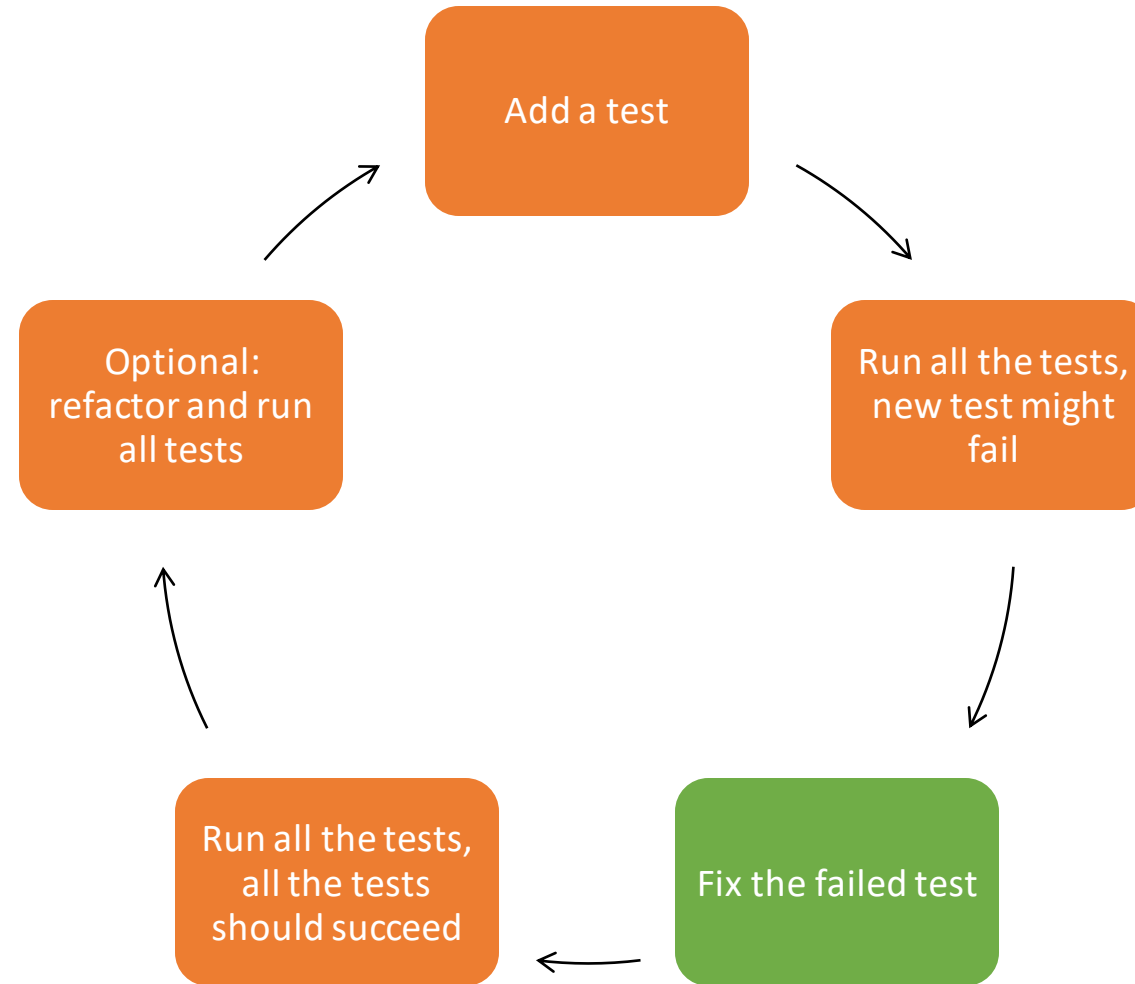 Add a test
Run all the tests,
new test might
fail
Fix the failed test
Run all the tests,
all the tests
should succeed
Optional:
refactor and run
all tests